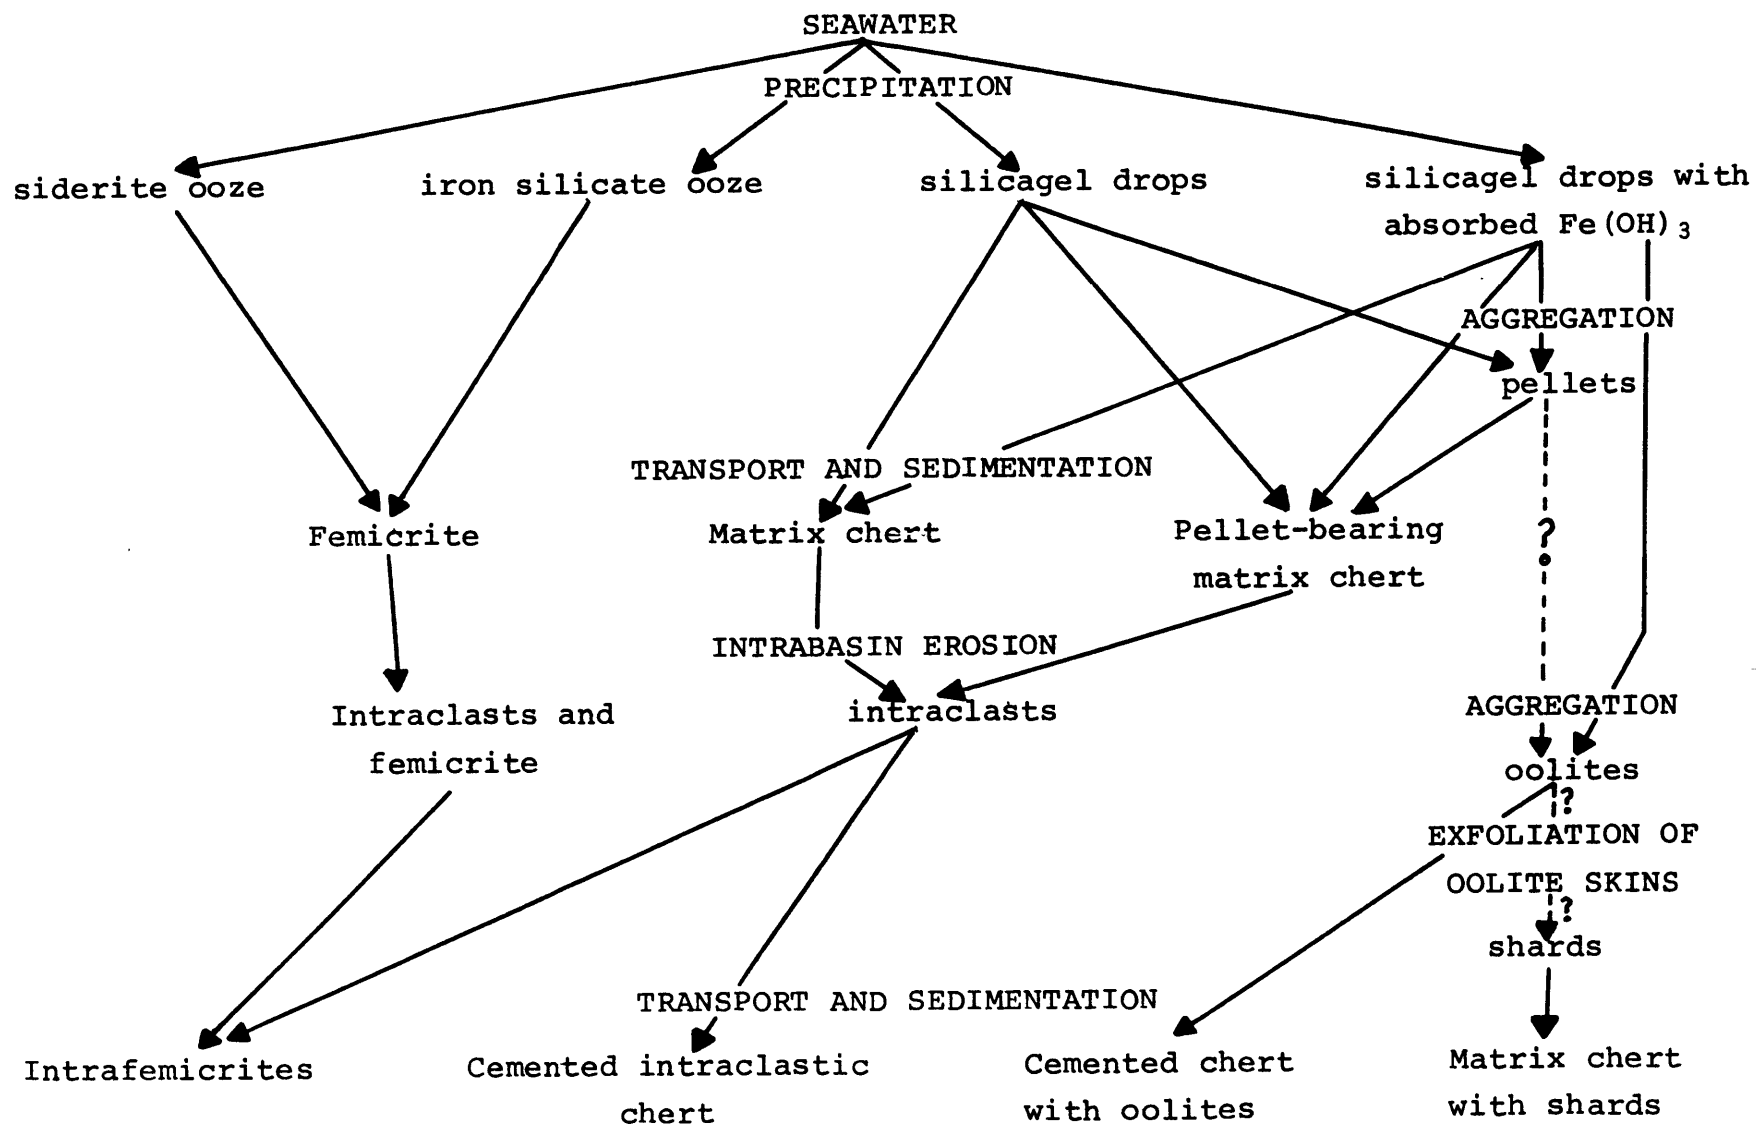 SEAWATER
PRECIPITATION
siderite ooze
iron silicate ooze
silicagel drops
silicagel drops with
absorbed Fe(OH)3
AGGREGATION
pellets
TRANSPORT AND SEDIMENTATION
Femicrite
Matrix chert
Pellet-bearing
matrix chert
?
INTRABASIN EROSION
Intraclasts and
femicrite
intraclasts
AGGREGATION
oolites
?
EXFOLIATION OF
OOLITE SKINS
?
shards
TRANSPORT AND SEDIMENTATION
Intrafemicrites
Cemented intraclastic
chert
Cemented chert
with oolites
Matrix chert
with shards